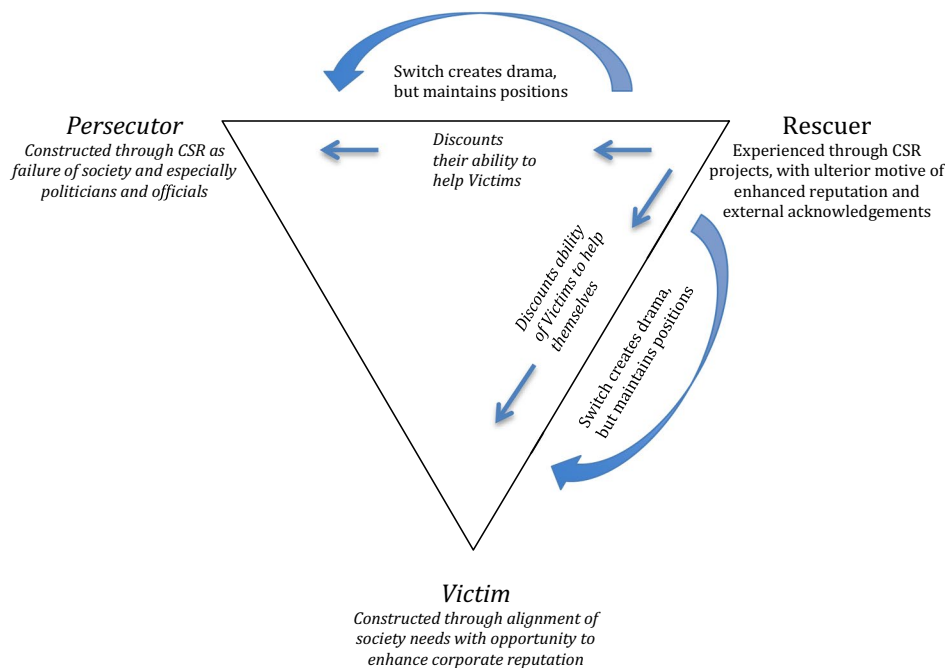 Switch creates drama,
but maintains positions
Persecutor
Constructed through CSR as
failure of society and especially
politicians and officials
Discounts
their ability to
help Victims
Rescuer
Experienced through CSR
projects, with ulterior motive of
enhanced reputation and
external acknowledgements
Discounts ability
of Victims to help
themselves
Switch creates drama,
but maintains positions
Victim
Constructed through alignment of
society needs with opportunity to
enhance corporate reputation